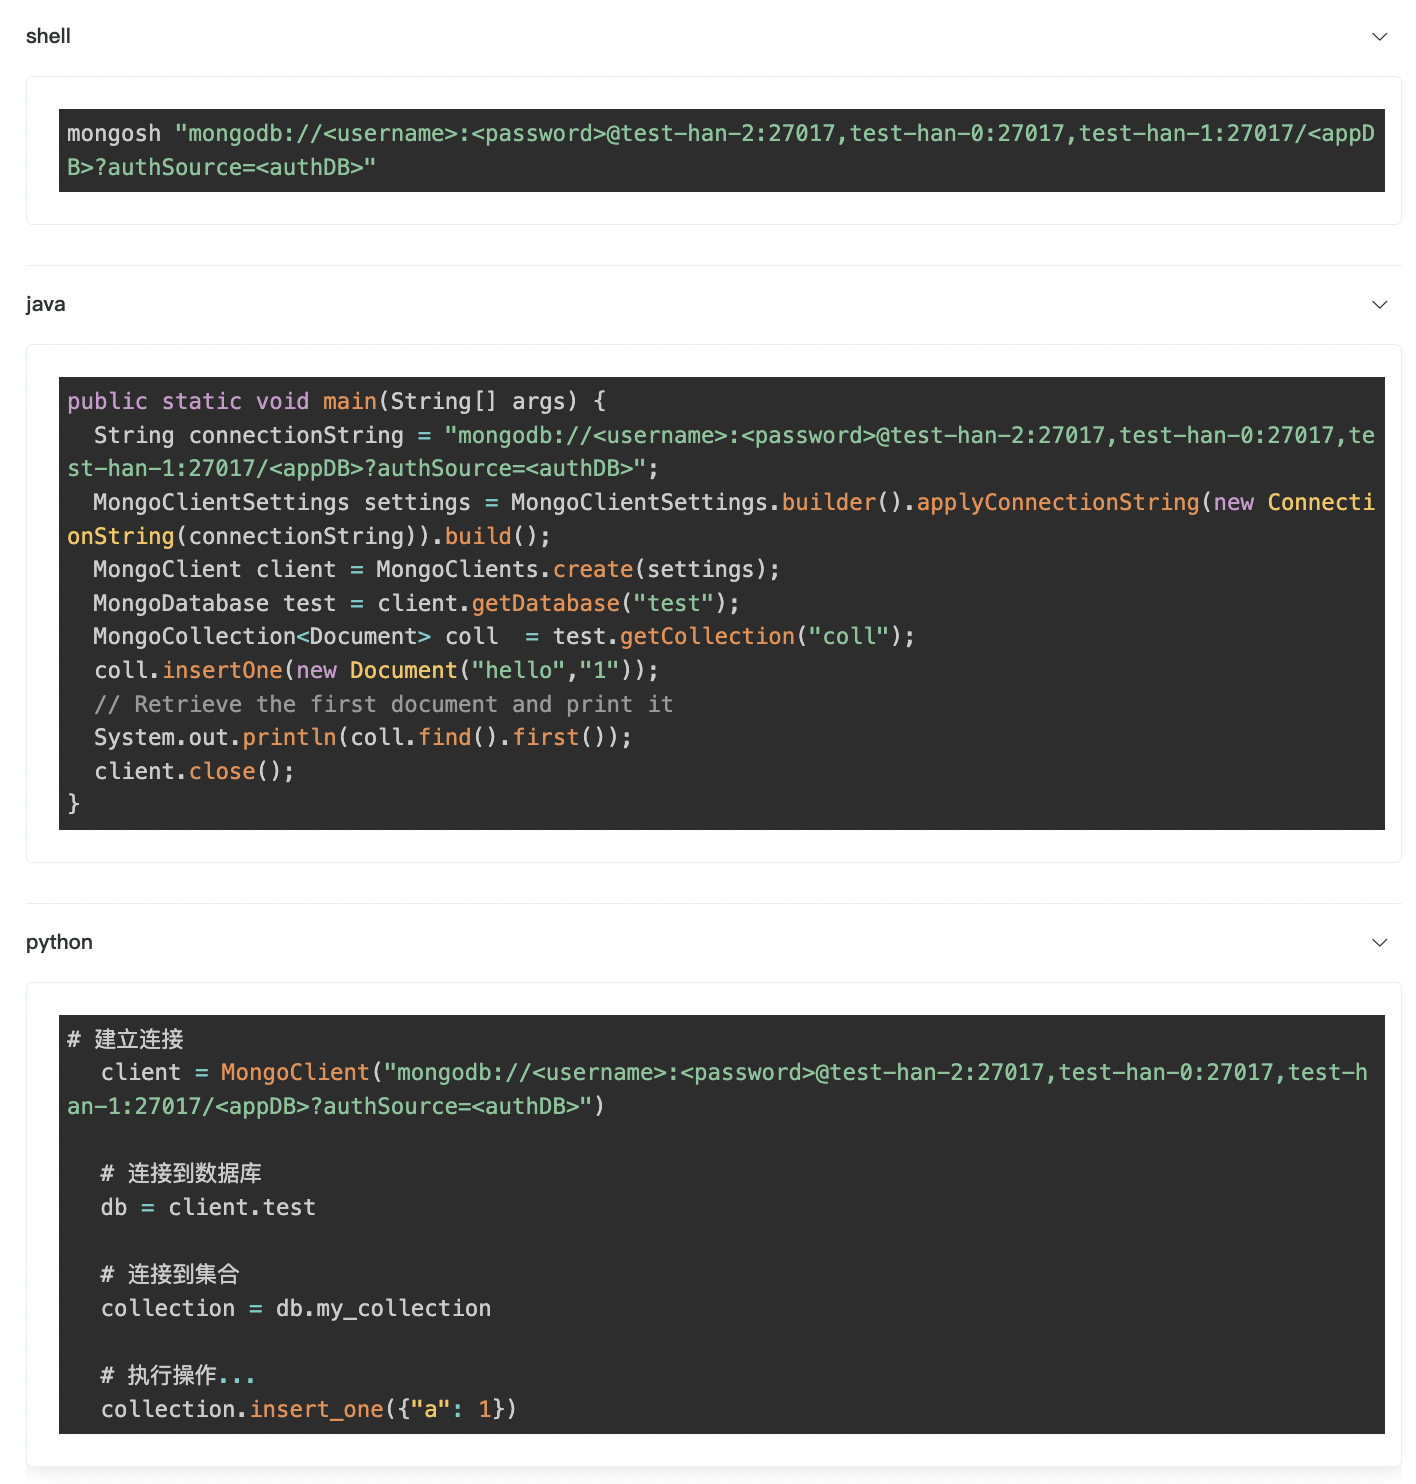 shell
mongosh "mongodb://<username>:<password>@test-han-2:27017,test-han-0:27017,test-han-1:27017/<appD
B>?authSource=<authDB>"
java
public static void main(String[] args) {
  String connectionString = "mongodb://<username>:<password>@test-han-2:27017,test-han-0:27017,te
st-han-1:27017/<appDB>?authSource=<authDB>";
  MongoClientSettings settings = MongoClientSettings.builder().applyConnectionString(new Connecti
onString(connectionString)).build();
  MongoClient client = MongoClients.create(settings);
  MongoDatabase test = client.getDatabase("test");
  MongoCollection<Document> coll  = test.getCollection("coll");
  coll.insertOne(new Document("hello","1"));
  // Retrieve the first document and print it
  System.out.println(coll.find().first());
  client.close();
}
python
# 建立连接
  client = MongoClient("mongodb://<username>:<password>@test-han-2:27017,test-han-0:27017,test-h
an-1:27017/<appDB>?authSource=<authDB>")
  # 连接到数据库
  db = client.test
  # 连接到集合
  collection = db.my_collection
  # 执行操作...
  collection.insert_one({"a": 1})